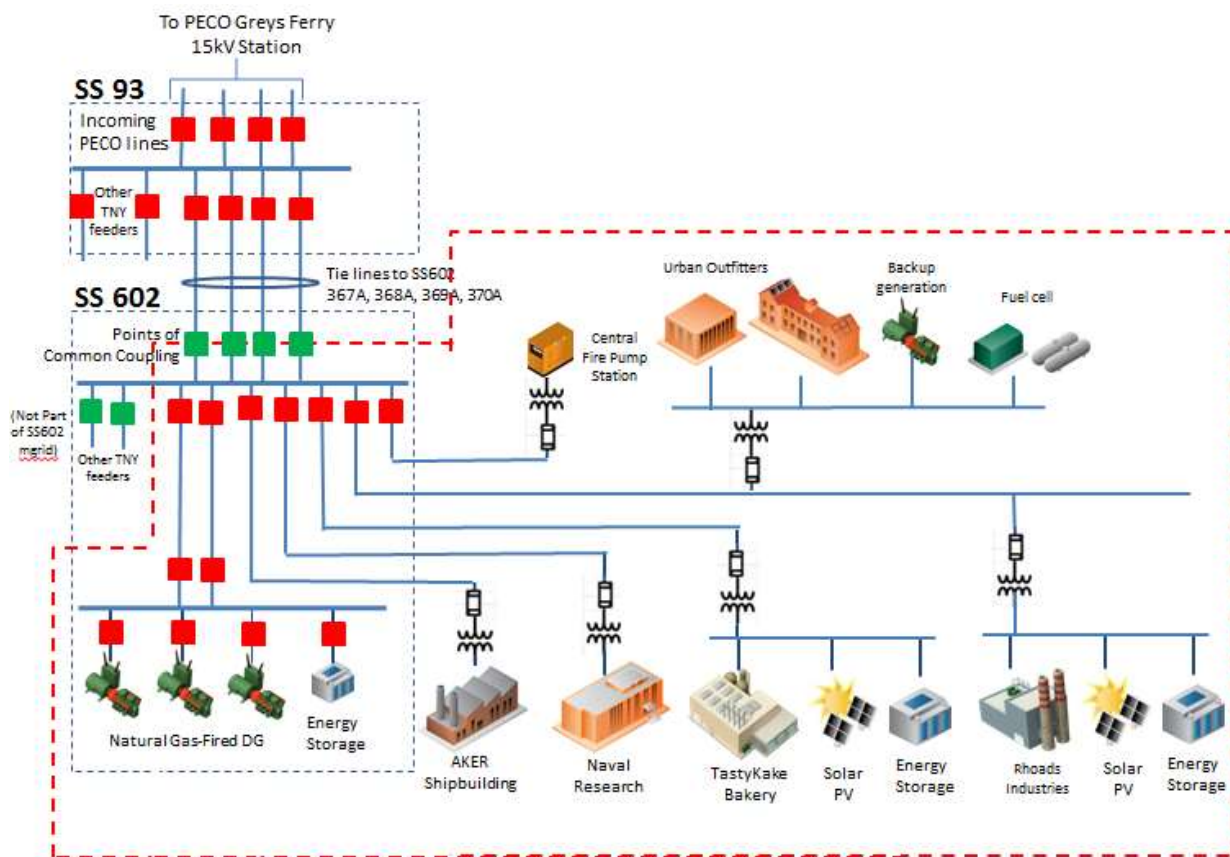 To PECO Greys Ferry
15kV Station
SS 93
Incoming
PECO lines
Other
TNY
feeders
Tie lines to SS602
367A, 368A, 369A, 370A
SS 602
Points of
Common Coupling
(Not Part
of SS602
mgrid)
Other TNY
feeders
Central
Fire Pump
Station
Urban Outfitters
Backup
generation
Fuel cell
Natural Gas-Fired DG
Energy
Storage
AKER
Shipbuilding
Naval
Research
TastyKake
Bakery
Solar
PV
Energy
Storage
Rhoads
Industries
Solar
PV
Energy
Storage